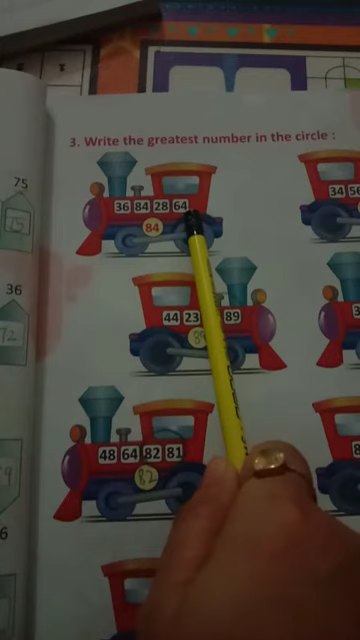 3. Write the greatest number in the circle :
75
36 84 28 64
34
84
36
44 23 89
48 64 82 81
82